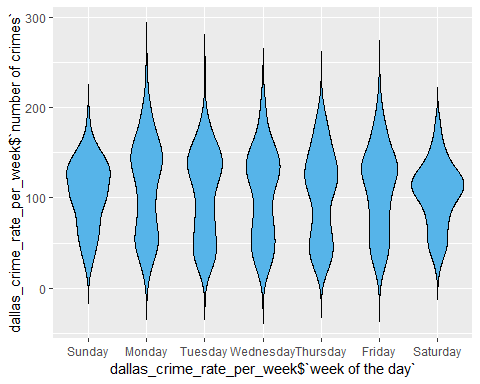 dallas_crime_rate_per_week$`number of crimes`
300
200
100
0
Sunday Monday Tuesday Wednesday Thursday Friday Saturday
dallas_crime_rate_per_week$`week of the day`